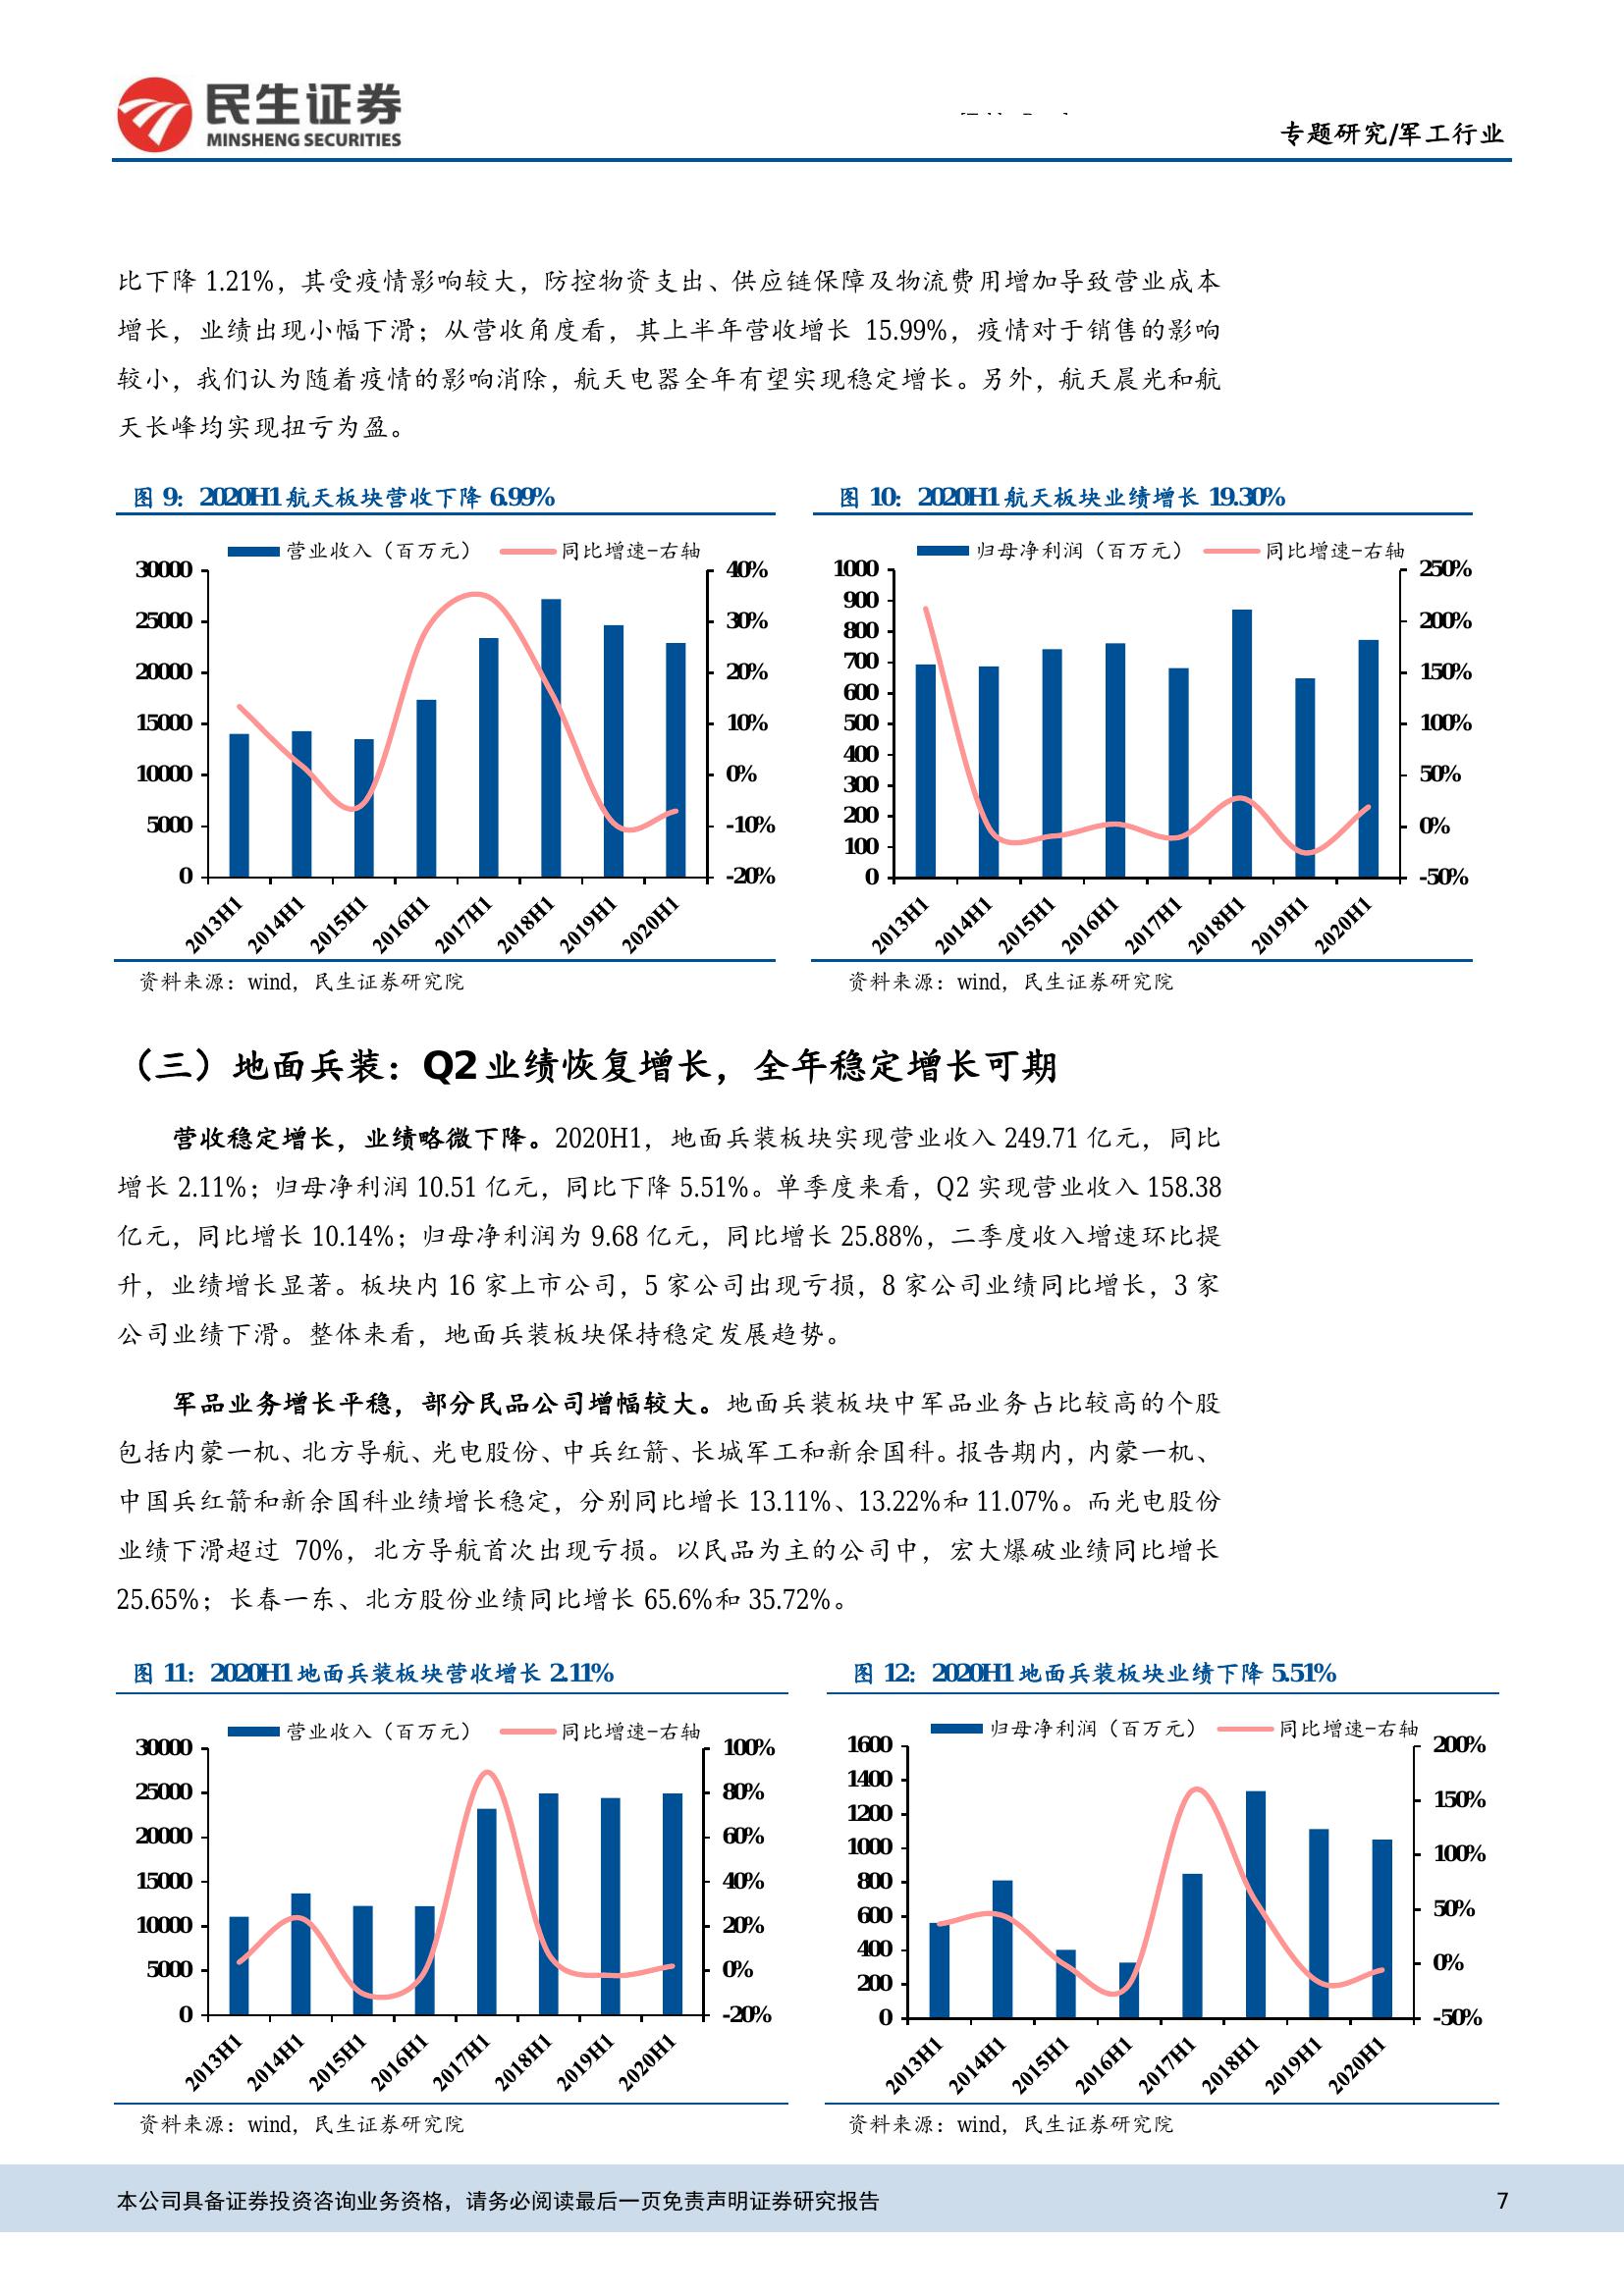 民生证券
MINSHENG SECURITIES
专题研究/军工行业
比下降 1.21%，其受疫情影响较大，防控物资支出、供应链保障及物流费用增加导致营业成本
增长，业绩出现小幅下滑；从营收角度看，其上半年营收增长 15.99%，疫情对于销售的影响
较小，我们认为随着疫情的影响消除，航天电器全年有望实现稳定增长。另外，航天晨光和航
天长峰均实现扭亏为盈。
图 9：2020H1 航天板块营收下降 6.99%
营业收入（百万元） 同比增速-右轴
30000
25000
20000
15000
10000
5000
0
40%
30%
20%
10%
0%
-10%
-20%
2013H1 2014H1 2015H1 2016H1 2017H1 2018H1 2019H1 2020H1
资料来源：wind，民生证券研究院
图 10：2020H1 航天板块业绩增长 19.30%
归母净利润（百万元） 同比增速-右轴
1000
900
800
700
600
500
400
300
200
100
0
250%
200%
150%
100%
50%
0%
-50%
2013H1 2014H1 2015H1 2016H1 2017H1 2018H1 2019H1 2020H1
资料来源：wind，民生证券研究院
（三）地面兵装：Q2 业绩恢复增长，全年稳定增长可期
营收稳定增长，业绩略微下降。2020H1，地面兵装板块实现营业收入 249.71 亿元，同比
增长 2.11%；归母净利润 10.51 亿元，同比下降 5.51%。单季度来看，Q2 实现营业收入 158.38
亿元，同比增长 10.14%；归母净利润为 9.68 亿元，同比增长 25.88%，二季度收入增速环比提
升，业绩增长显著。板块内 16 家上市公司，5 家公司出现亏损，8 家公司业绩同比增长，3 家
公司业绩下滑。整体来看，地面兵装板块保持稳定发展趋势。
军品业务增长平稳，部分民品公司增幅较大。地面兵装板块中军品业务占比较高的个股
包括内蒙一机、北方导航、光电股份、中兵红箭、长城军工和新余国科。报告期内，内蒙一机、
中国兵红箭和新余国科业绩增长稳定，分别同比增长 13.11%、13.22%和 11.07%。而光电股份
业绩下滑超过 70%，北方导航首次出现亏损。以民品为主的公司中，宏大爆破业绩同比增长
25.65%；长春一东、北方股份业绩同比增长 65.6%和 35.72%。
图 11：2020H1 地面兵装板块营收增长 2.11%
营业收入（百万元） 同比增速-右轴
30000
25000
20000
15000
10000
5000
0
100%
80%
60%
40%
20%
0%
-20%
2013H1 2014H1 2015H1 2016H1 2017H1 2018H1 2019H1 2020H1
资料来源：wind，民生证券研究院
图 12：2020H1 地面兵装板块业绩下降 5.51%
归母净利润（百万元） 同比增速-右轴
1600
1400
1200
1000
800
600
400
200
0
200%
150%
100%
50%
0%
-50%
2013H1 2014H1 2015H1 2016H1 2017H1 2018H1 2019H1 2020H1
资料来源：wind，民生证券研究院
本公司具备证券投资咨询业务资格，请务必阅读最后一页免责声明证券研究报告 7